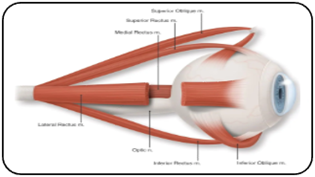 Superior Oblique m.
Superior Rectus m.
Medial Rectus m.
Lateral Rectus m.
Optic n.
Inferior Rectus m.
Inferior Oblique m.